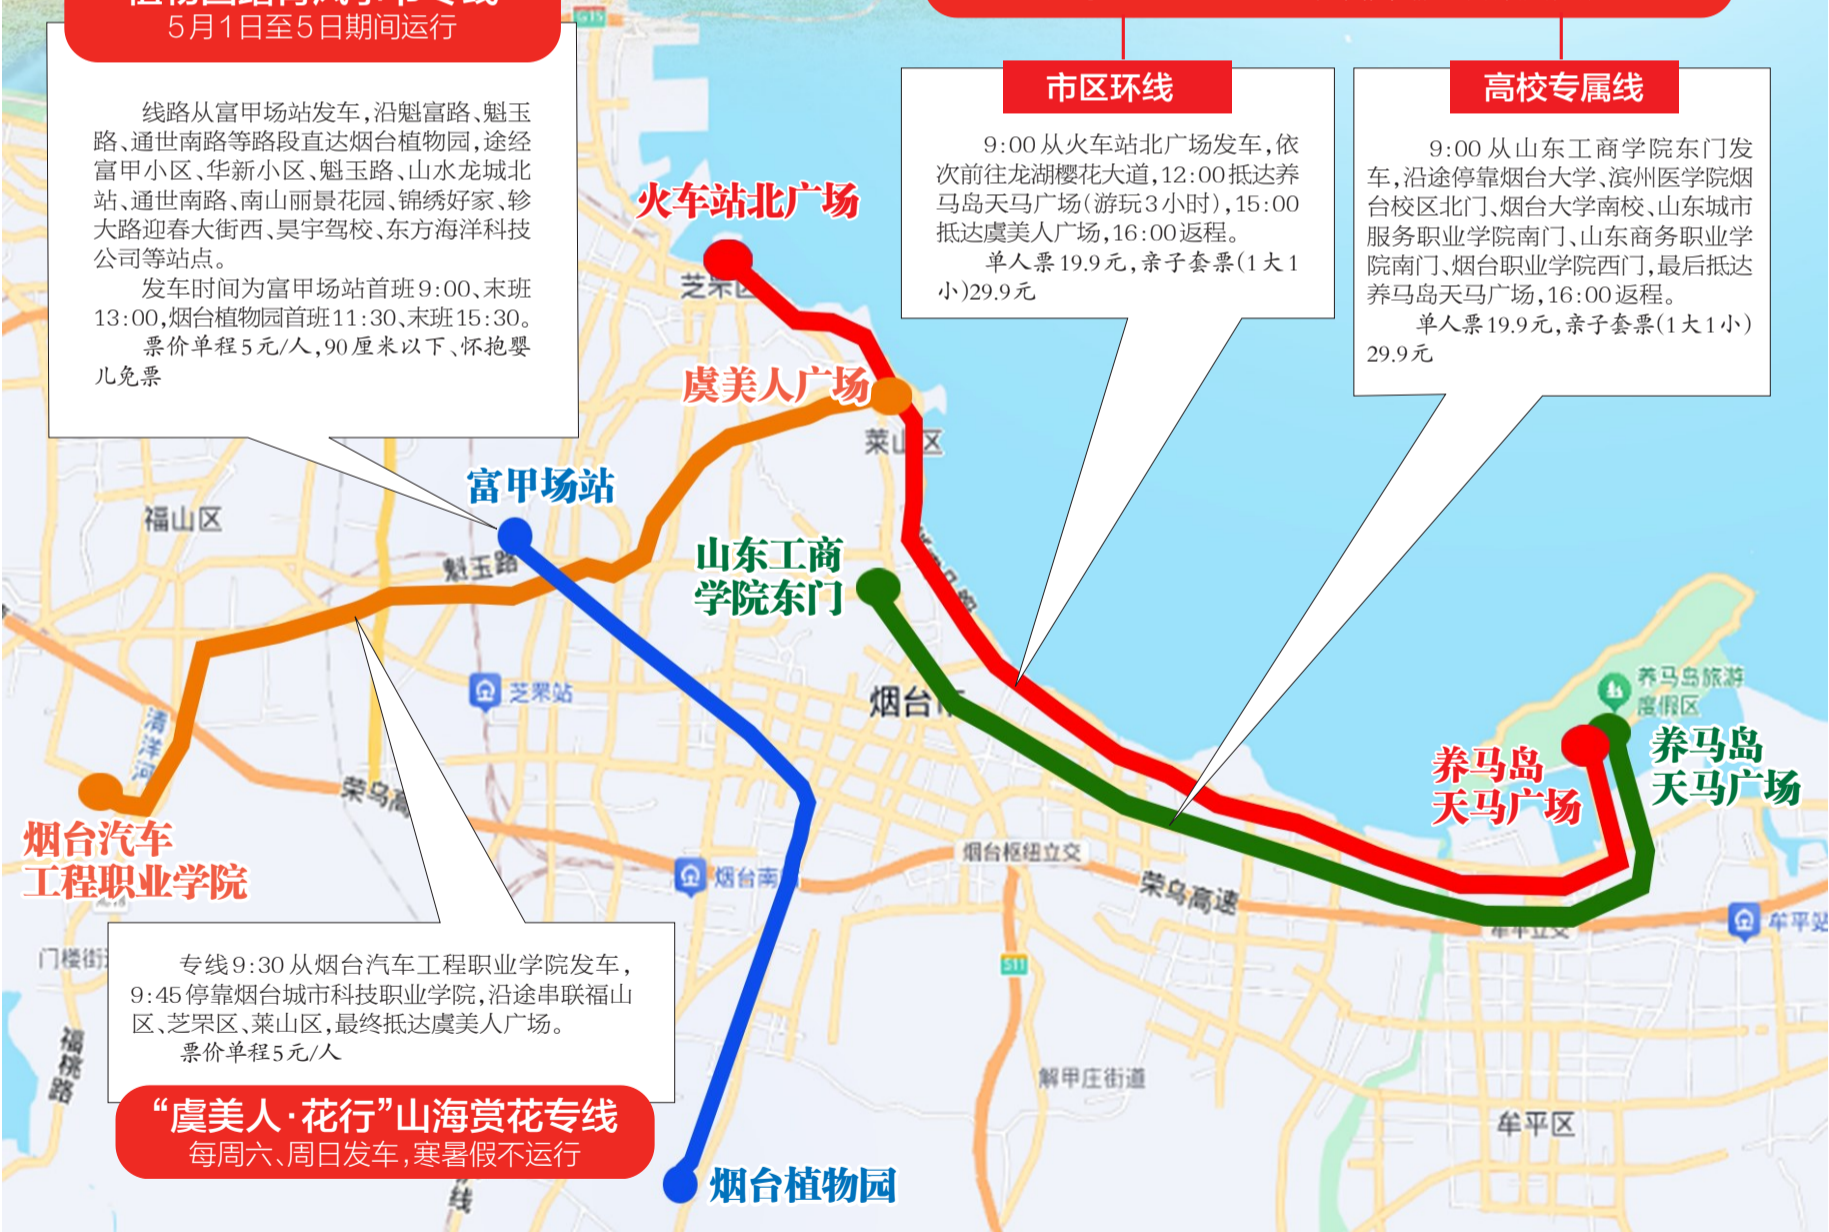 5月1日至5日期间运行
线路从富甲场站发车,沿魁富路、魁玉
路、通世南路等路段直达烟台植物园,途经
富甲小区、华新小区、魁玉路、山水龙城北
站、通世南路、南山丽景花园、锦绣好家、轸
大路迎春大街西、昊宇驾校、东方海洋科技
公司等站点。
发车时间为富甲场站首班9:00、末班
13:00,烟台植物园首班11:30、末班15:30。
票价单程5元/人,90厘米以下、怀抱婴
儿免票
G15
市区环线
9:00从火车站北广场发车,依
次前往龙湖樱花大道,12:00抵达养
马岛天马广场(游玩3小时),15:00
抵达虞美人广场,16:00返程。
单人票19.9元,亲子套票(1大1
小)29.9元
高校专属线
9:00从山东工商学院东门发
车,沿途停靠烟台大学、滨州医学院烟
台校区北门、烟台大学南校、山东城市
服务职业学院南门、山东商务职业学
院南门、烟台职业学院西门,最后抵达
养马岛天马广场,16:00返程。
单人票19.9元,亲子套票(1大1小)
29.9元
火车站北广场
芝罘区
虞美人广场
莱山区
富甲场站
福山区
魁玉路
山东工商
学院东门
芝罘站
烟台市
养马岛旅游
度假区
养马岛
天马广场
养马岛
天马广场
清洋河
荣乌高
烟台汽车
工程职业学院
烟台南
烟台枢纽立交
荣乌高速
牟平立交
牟平站
门楼街
S11
专线9:30从烟台汽车工程职业学院发车,
9:45停靠烟台城市科技职业学院,沿途串联福山
区、芝罘区、莱山区,最终抵达虞美人广场。
票价单程5元/人
福桃路
解甲庄街道
牟平区
“虞美人·花行”山海赏花专线
每周六、周日发车,寒暑假不运行
烟台植物园
线